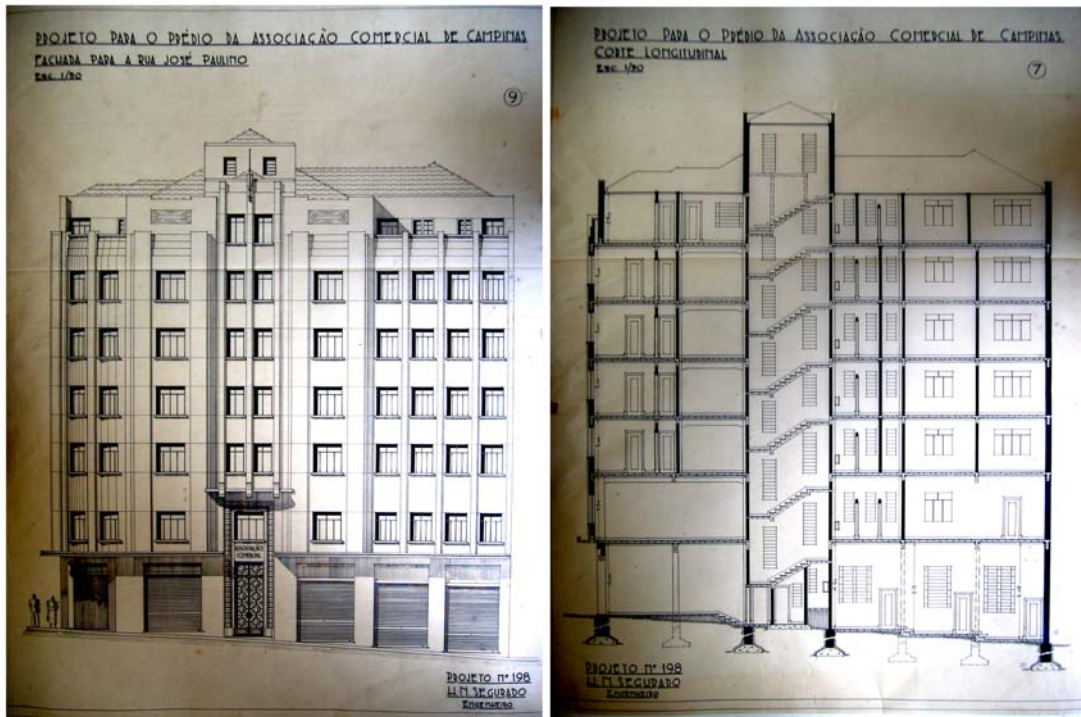 PROJETO PARA O PRÉDIO DA ASSOCIAÇÃO COMERCIAL DE CAMPINAS
FACHADA PARA A RUA JOSÉ PAULINO
ESC. 1/50
9
ASSOCIAÇÃO
COMERCIAL
PROJETO Nº 198
H.M. SEGURADO
ENGENHEIRO
PROJETO PARA O PRÉDIO DA ASSOCIAÇÃO COMERCIAL DE CAMPINAS
CORTE LONGITUDINAL
ESC. 1/50
7
PROJETO Nº 198
H.M. SEGURADO
ENGENHEIRO